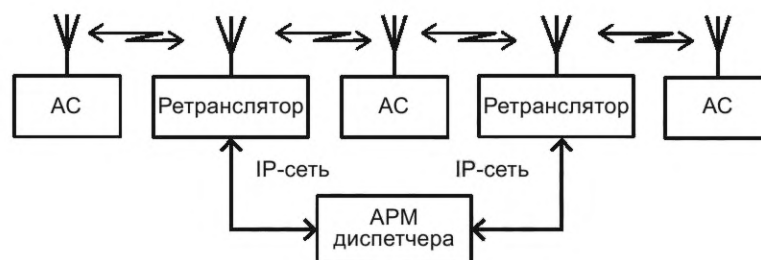 АС
Ретранслятор
АС
Ретранслятор
АС
IP-сеть
IP-сеть
АРМ
диспетчера